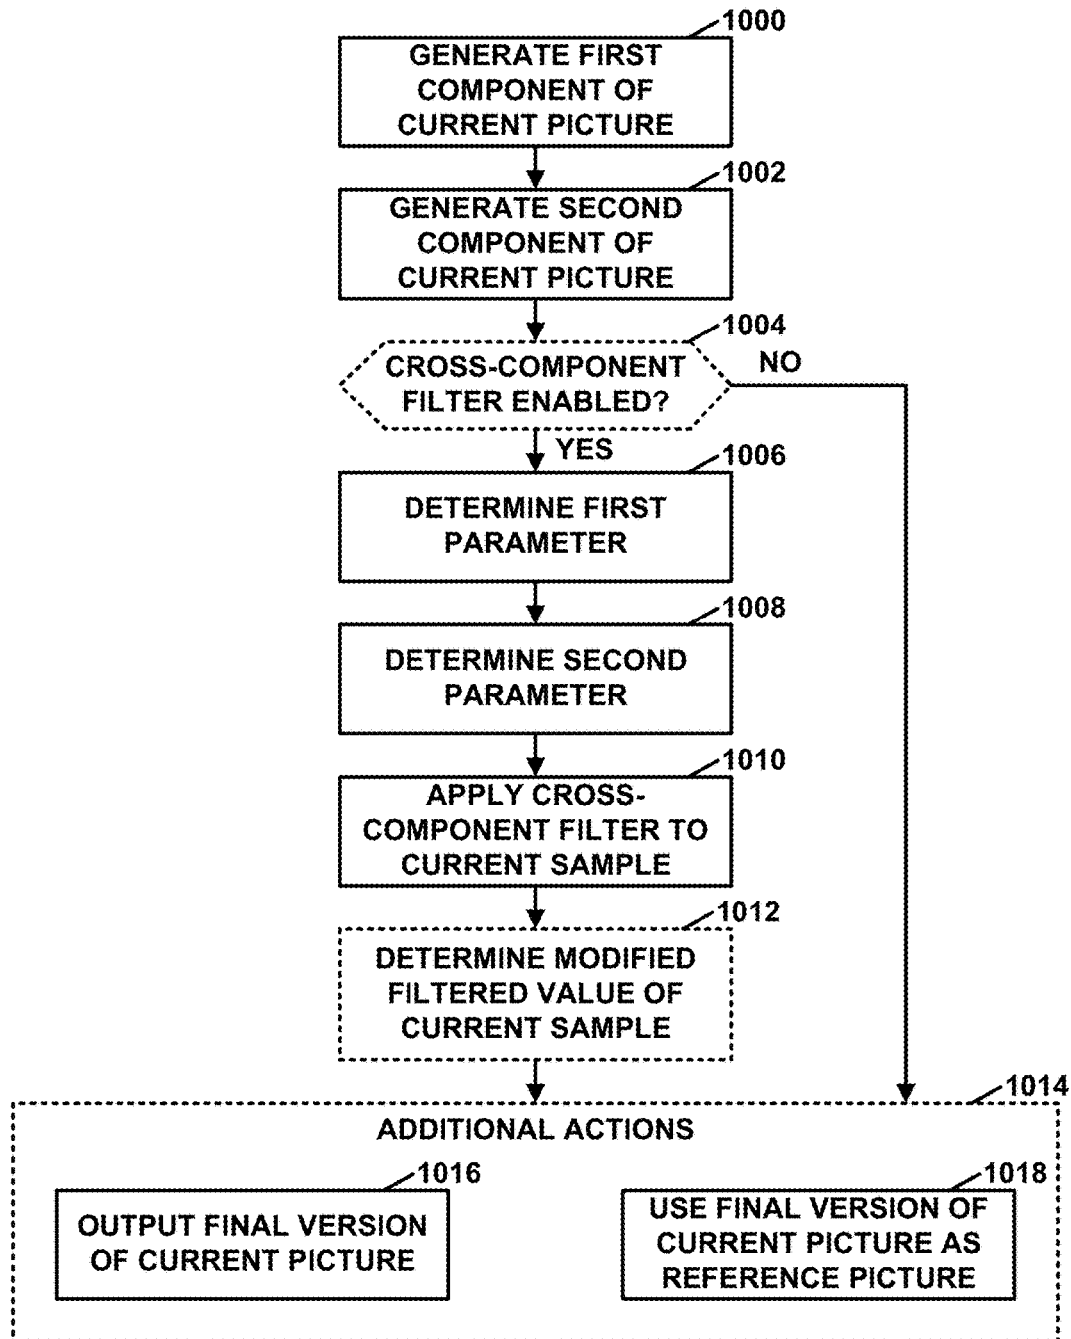 1000
GENERATE FIRST
COMPONENT OF
CURRENT PICTURE
1002
GENERATE SECOND
COMPONENT OF
CURRENT PICTURE
1004
CROSS-COMPONENT
FILTER ENABLED?
NO
YES
1006
DETERMINE FIRST
PARAMETER
1008
DETERMINE SECOND
PARAMETER
1010
APPLY CROSS-
COMPONENT FILTER TO
CURRENT SAMPLE
1012
DETERMINE MODIFIED
FILTERED VALUE OF
CURRENT SAMPLE
1014
ADDITIONAL ACTIONS
1016
OUTPUT FINAL VERSION
OF CURRENT PICTURE
1018
USE FINAL VERSION OF
CURRENT PICTURE AS
REFERENCE PICTURE